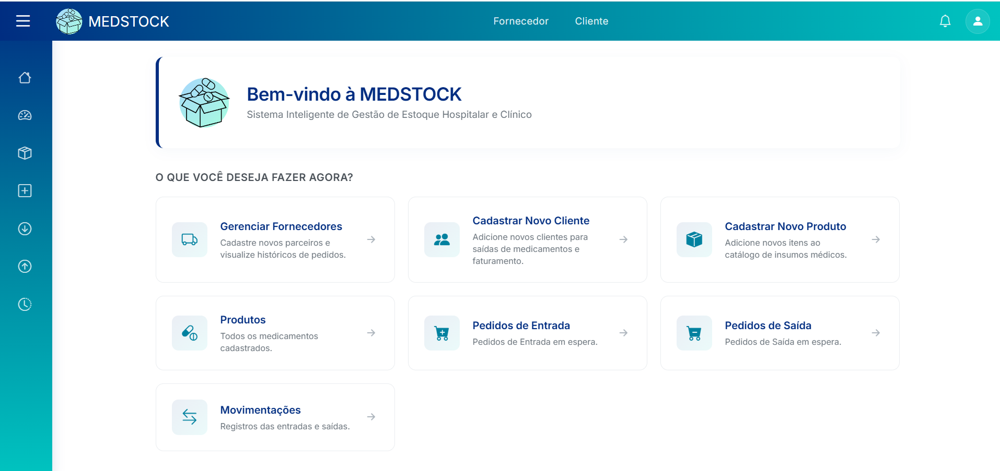 MEDSTOCK
Fornecedor
Cliente
Bem-vindo à MEDSTOCK
Sistema Inteligente de Gestão de Estoque Hospitalar e Clínico
O QUE VOCÊ DESEJA FAZER AGORA?
Gerenciar Fornecedores
Cadastre novos parceiros e
visualize históricos de pedidos.
Cadastrar Novo Cliente
Adicione novos clientes para
saídas de medicamentos e
faturamento.
Cadastrar Novo Produto
Adicione novos itens ao
catálogo de insumos médicos.
Produtos
Todos os medicamentos
cadastrados.
Pedidos de Entrada
Pedidos de Entrada em espera.
Pedidos de Saída
Pedidos de Saída em espera.
Movimentações
Registros das entradas e saídas.